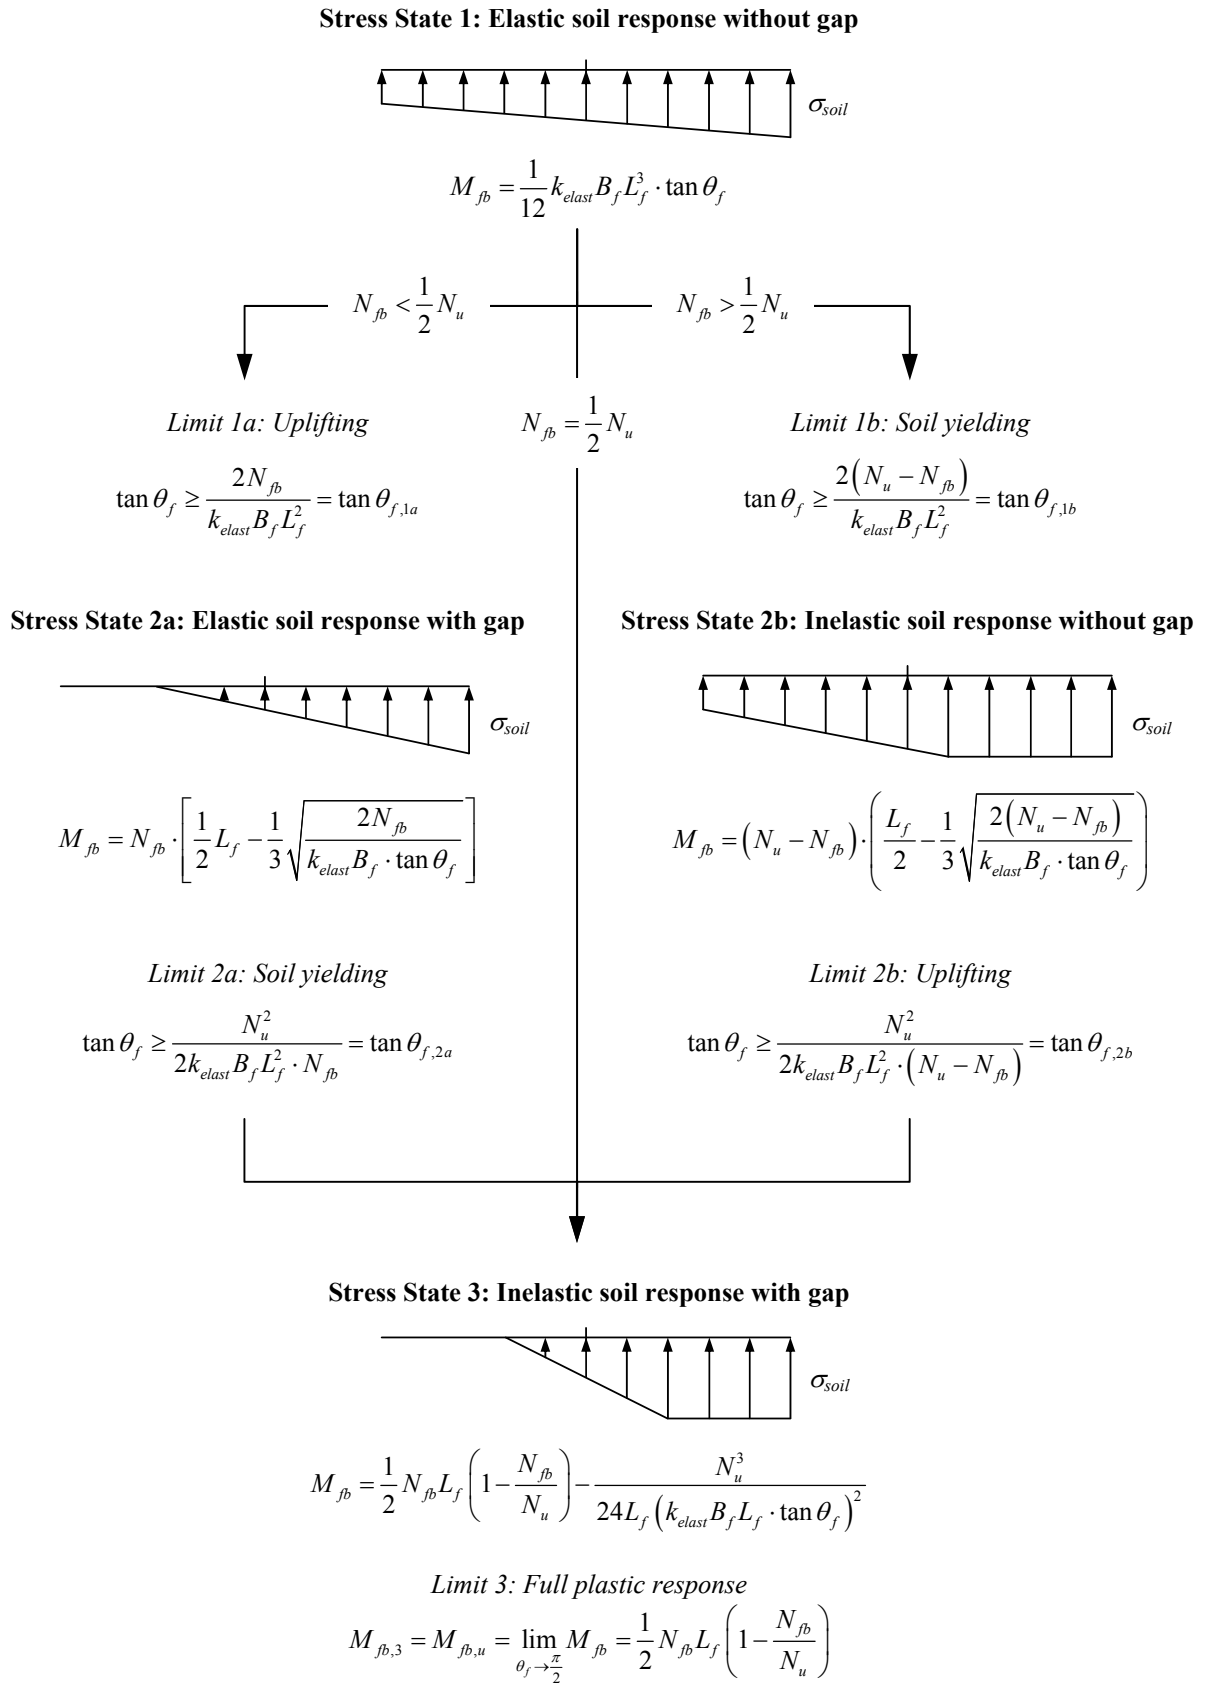 Stress State 1: Elastic soil response without gap
σ_soil
M_fb = 1/12 k_elast B_f L_f^3 · tan θ_f
N_fb < 1/2 N_u
N_fb > 1/2 N_u
Limit 1a: Uplifting
N_fb = 1/2 N_u
Limit 1b: Soil yielding
tan θ_f ≥ 2N_fb / (k_elast B_f L_f^2) = tan θ_f,1a
tan θ_f ≥ 2(N_u − N_fb) / (k_elast B_f L_f^2) = tan θ_f,1b
Stress State 2a: Elastic soil response with gap
Stress State 2b: Inelastic soil response without gap
σ_soil
σ_soil
M_fb = N_fb · [1/2 L_f − 1/3 √(2N_fb / (k_elast B_f · tan θ_f))]
M_fb = (N_u − N_fb) · (L_f/2 − 1/3 √(2(N_u − N_fb) / (k_elast B_f · tan θ_f)))
Limit 2a: Soil yielding
Limit 2b: Uplifting
tan θ_f ≥ N_u^2 / (2k_elast B_f L_f^2 · N_fb) = tan θ_f,2a
tan θ_f ≥ N_u^2 / (2k_elast B_f L_f^2 · (N_u − N_fb)) = tan θ_f,2b
Stress State 3: Inelastic soil response with gap
σ_soil
M_fb = 1/2 N_fb L_f (1 − N_fb/N_u) − N_u^3 / (24L_f (k_elast B_f L_f · tan θ_f)^2)
Limit 3: Full plastic response
M_fb,3 = M_fb,u = lim_{θ_f→π/2} M_fb = 1/2 N_fb L_f (1 − N_fb/N_u)